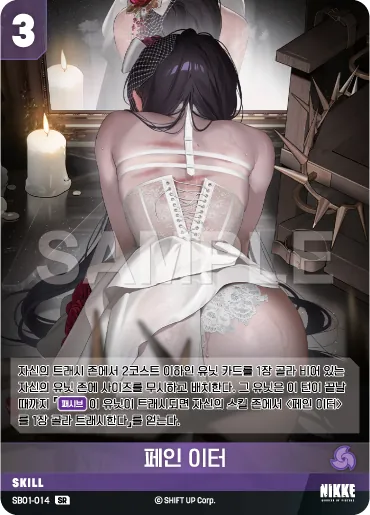 3
SAMPLE
자신의 트래시 존에서 2코스트 이하인 유닛 카드를 1장 골라 비어 있는
자신의 유닛 존에 사이즈를 무시하고 배치한다. 그 유닛은 이 턴이 끝날
때까지 「패시브 이 유닛이 트래시되면 자신의 스킬 존에서 <페인 이터>
를 1장 골라 트래시한다」를 얻는다.
페인 이터
SKILL
SB01-014 SR
© SHIFT UP Corp.
NIKKE